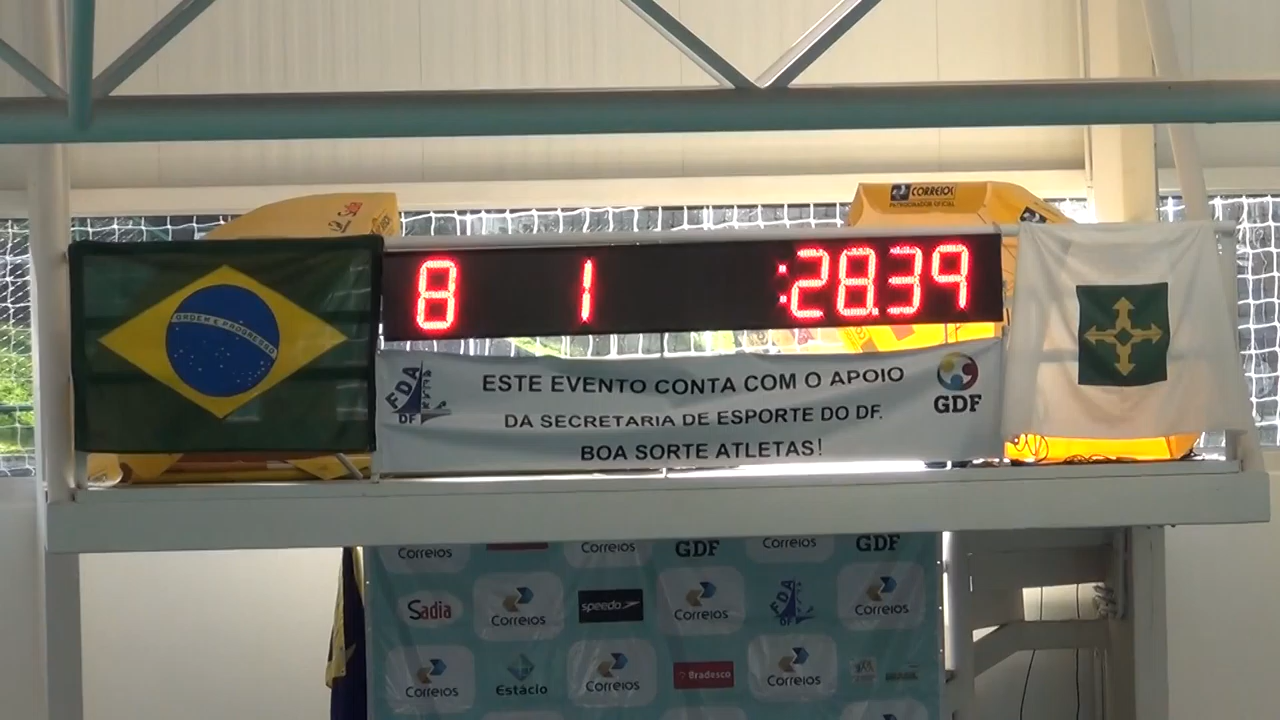 Sadia
CORREIOS
PATROCINADOR OFICIAL
8 1 :28.39
ORDEM E PROGRESSO
FDA
DF
ESTE EVENTO CONTA COM O APOIO
DA SECRETARIA DE ESPORTE DO DF.
BOA SORTE ATLETAS!
GDF
Correios Correios GDF Correios GDF
Sadia Correios speedo Correios FDA DF Correios
Correios Estácio Correios Bradesco Correios